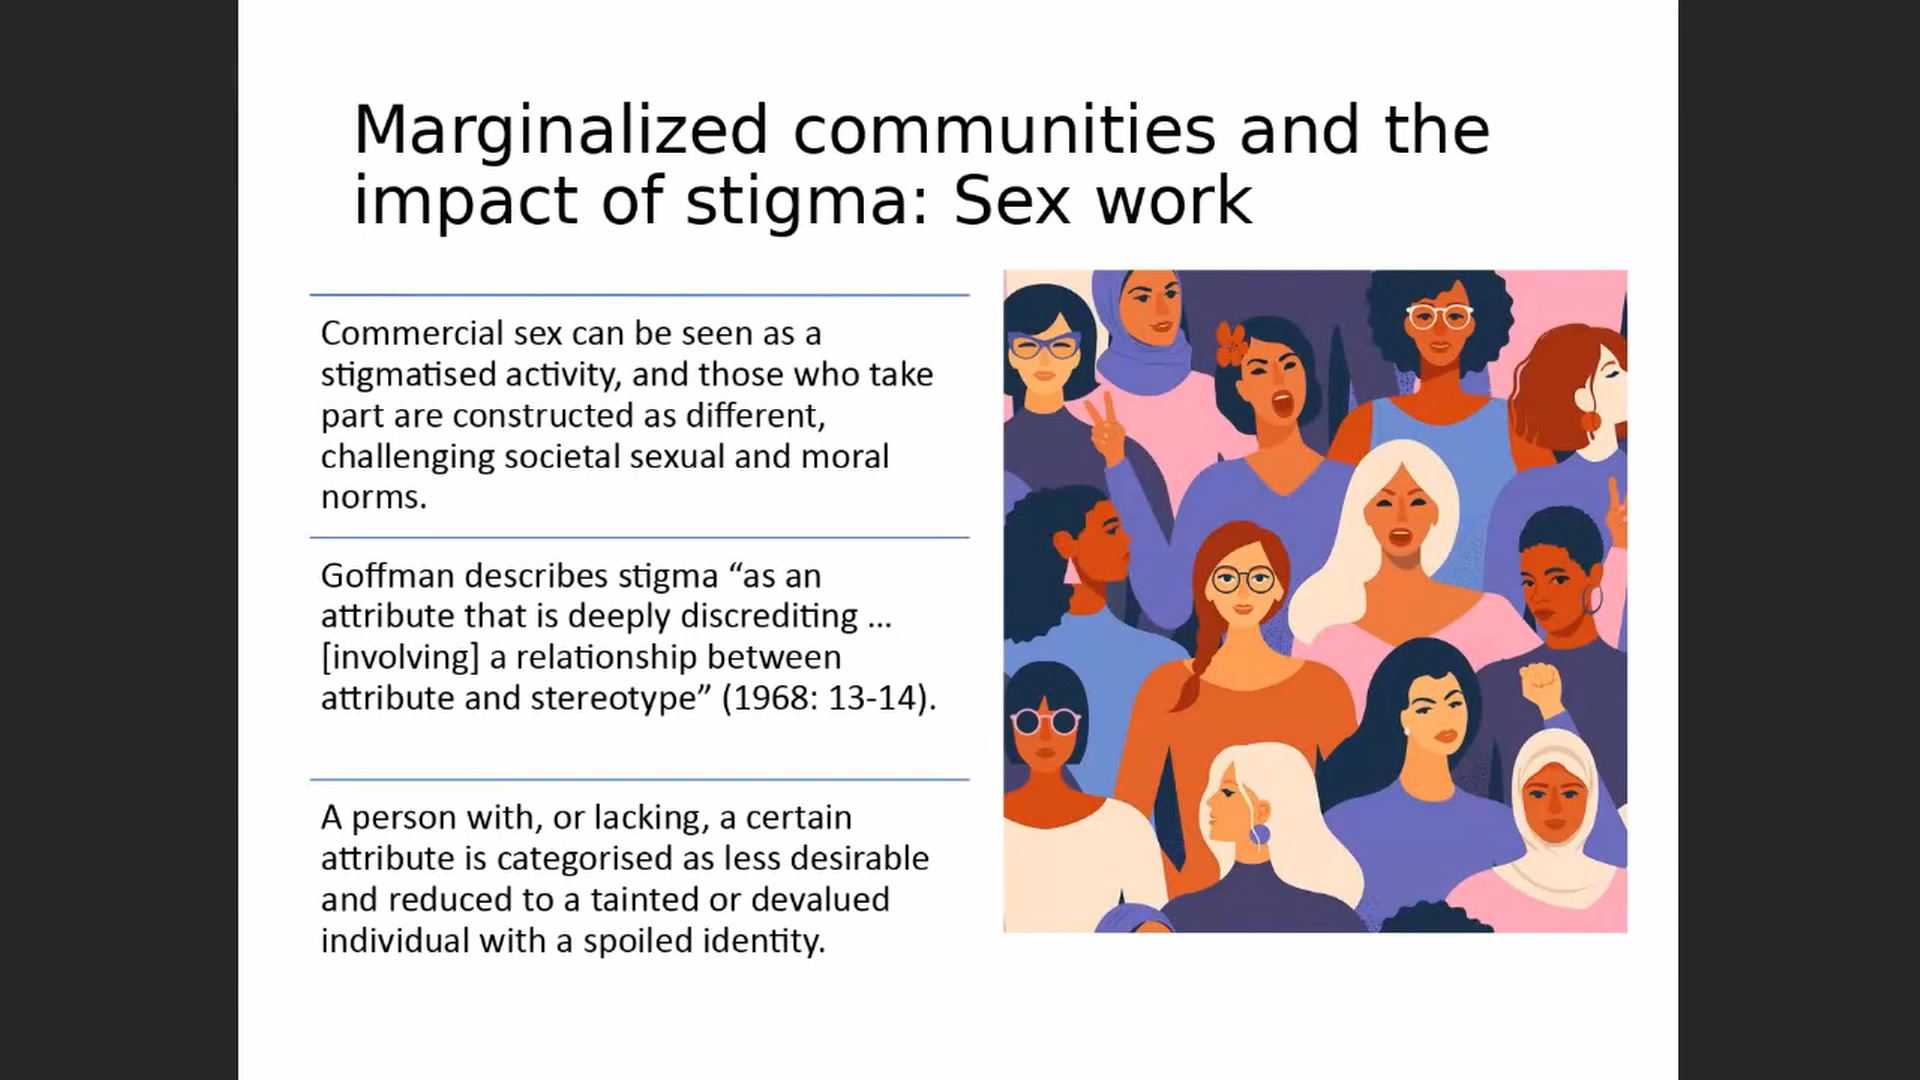 Marginalized communities and the
impact of stigma: Sex work
Commercial sex can be seen as a
stigmatised activity, and those who take
part are constructed as different,
challenging societal sexual and moral
norms.
Goffman describes stigma “as an
attribute that is deeply discrediting ...
[involving] a relationship between
attribute and stereotype” (1968: 13-14).
A person with, or lacking, a certain
attribute is categorised as less desirable
and reduced to a tainted or devalued
individual with a spoiled identity.